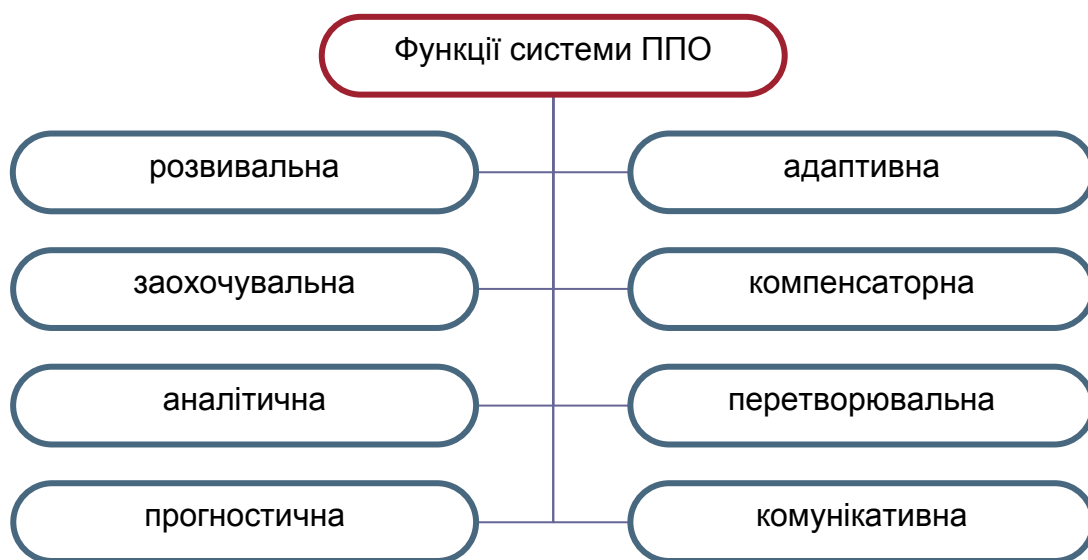 Функції системи ППО
розвивальна
адаптивна
заохочувальна
компенсаторна
аналітична
перетворювальна
прогностична
комунікативна